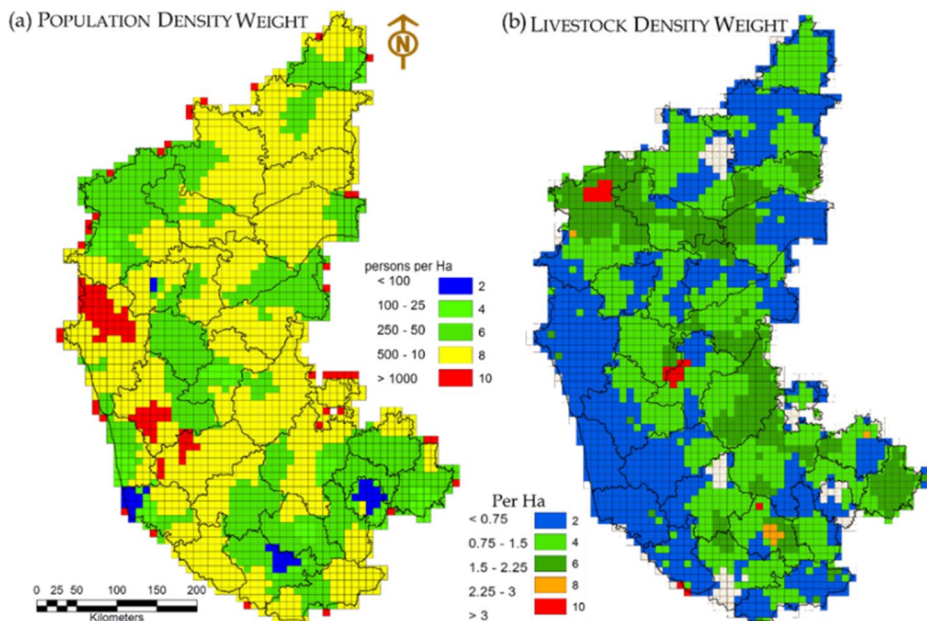 (a) POPULATION DENSITY WEIGHT
N
persons per Ha
< 100 2
100 - 25 4
250 - 50 6
500 - 10 8
> 1000 10
0 25 50 100 150 200
Kilometers
(b) LIVESTOCK DENSITY WEIGHT
Per Ha
< 0.75 2
0.75 - 1.5 4
1.5 - 2.25 6
2.25 - 3 8
> 3 10